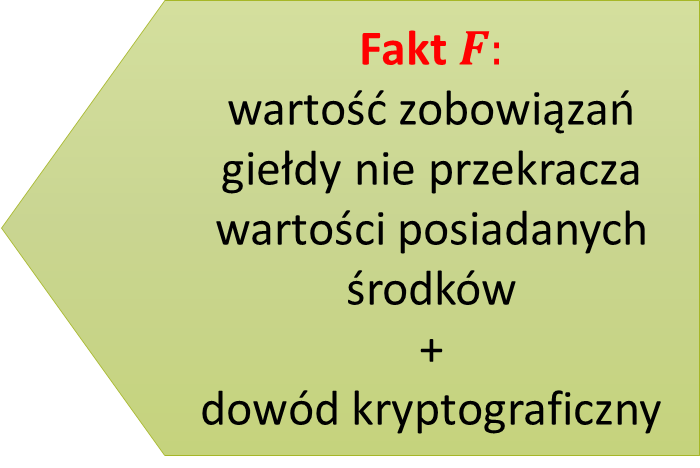 Fakt F:
wartość zobowiązań
giełdy nie przekracza
wartości posiadanych
środków
+
dowód kryptograficzny